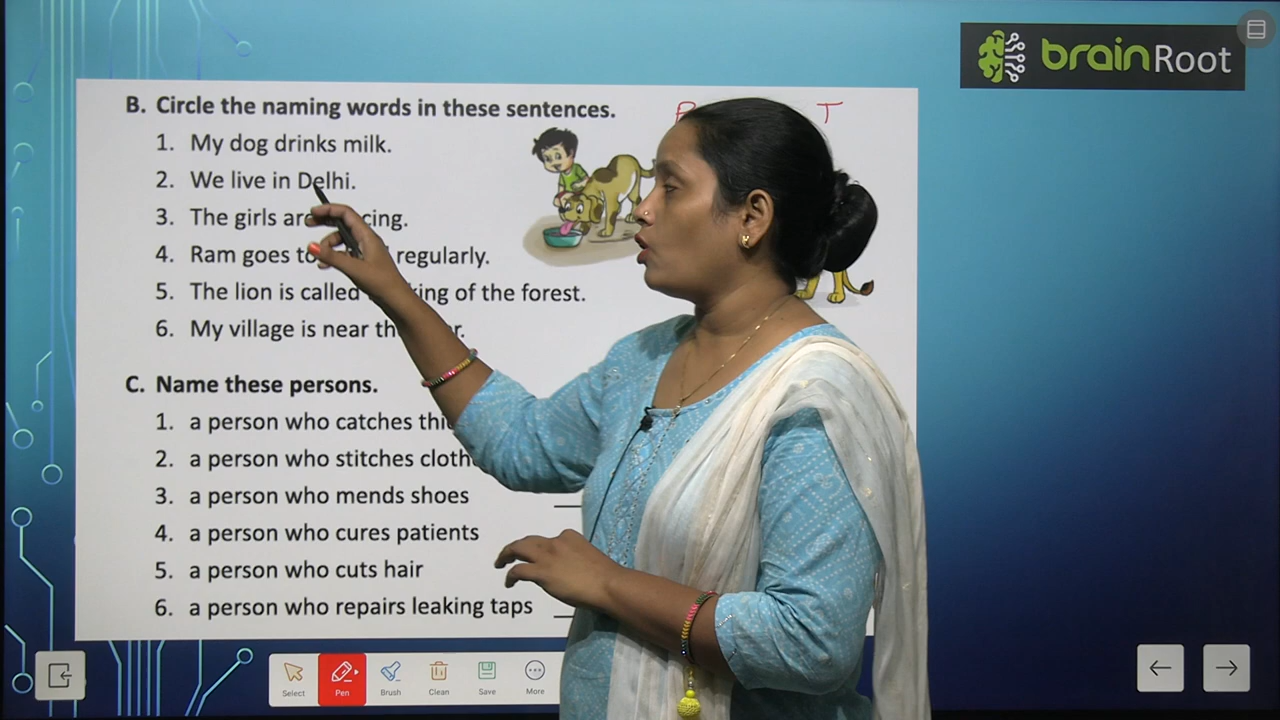 brainRoot
B. Circle the naming words in these sentences.
T
1. My dog drinks milk.
2. We live in Delhi.
3. The girls are cing.
4. Ram goes to regularly.
5. The lion is called king of the forest.
6. My village is near the
C. Name these persons.
1. a person who catches
2. a person who stitches
3. a person who mends shoes
4. a person who cures patients
5. a person who cuts hair
6. a person who repairs leaking taps
Select Pen Brush Clean Save More